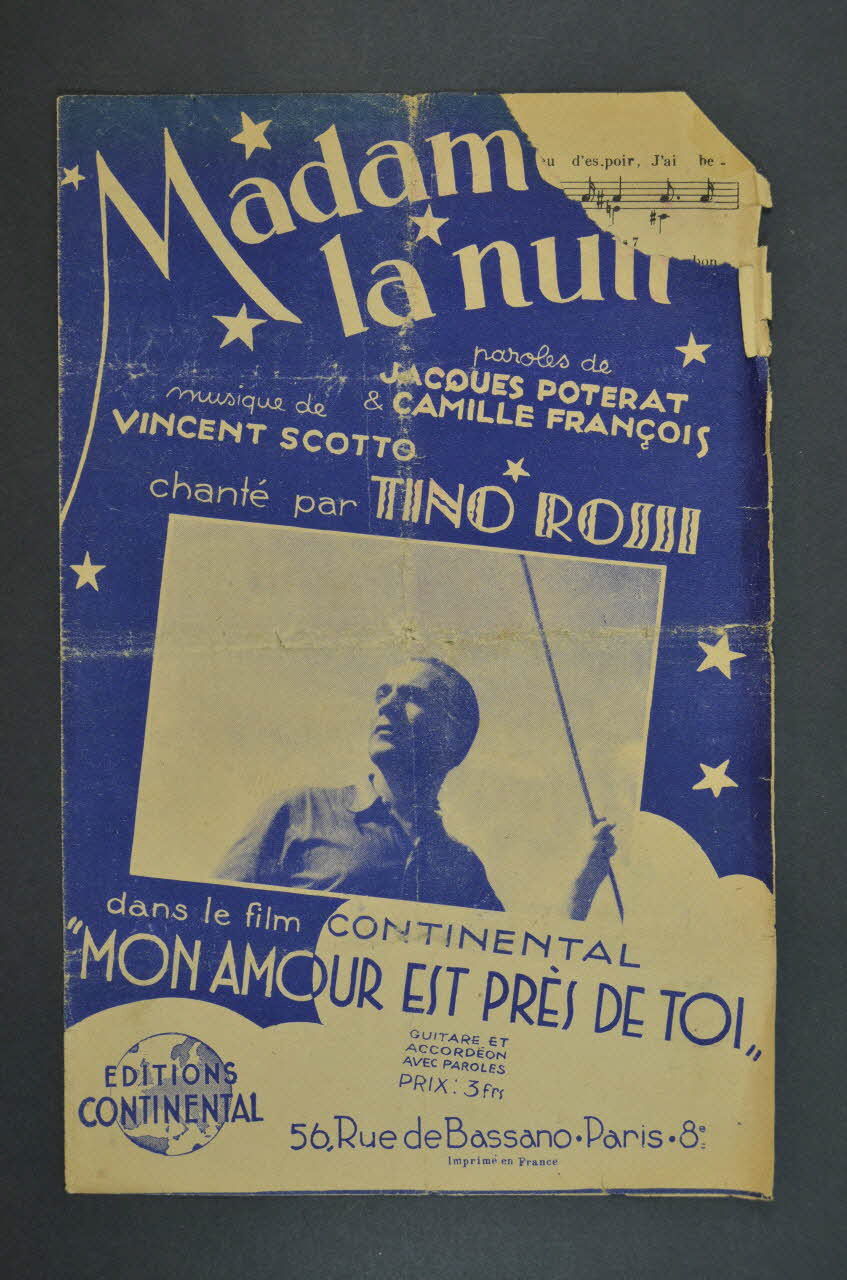 Madam
la nuit
eu d'es.poir, J'ai be -
7
bon
paroles de
JACQUES POTERAT
& CAMILLE FRANÇOIS
musique de
VINCENT SCOTTO
chanté par TINO ROSSI
dans le film CONTINENTAL
"MON AMOUR EST PRÈS DE TOI"
GUITARE ET
ACCORDÉON
AVEC PAROLES
PRIX : 3 frs
EDITIONS
CONTINENTAL
56, Rue de Bassano • Paris • 8e
Imprimé en France